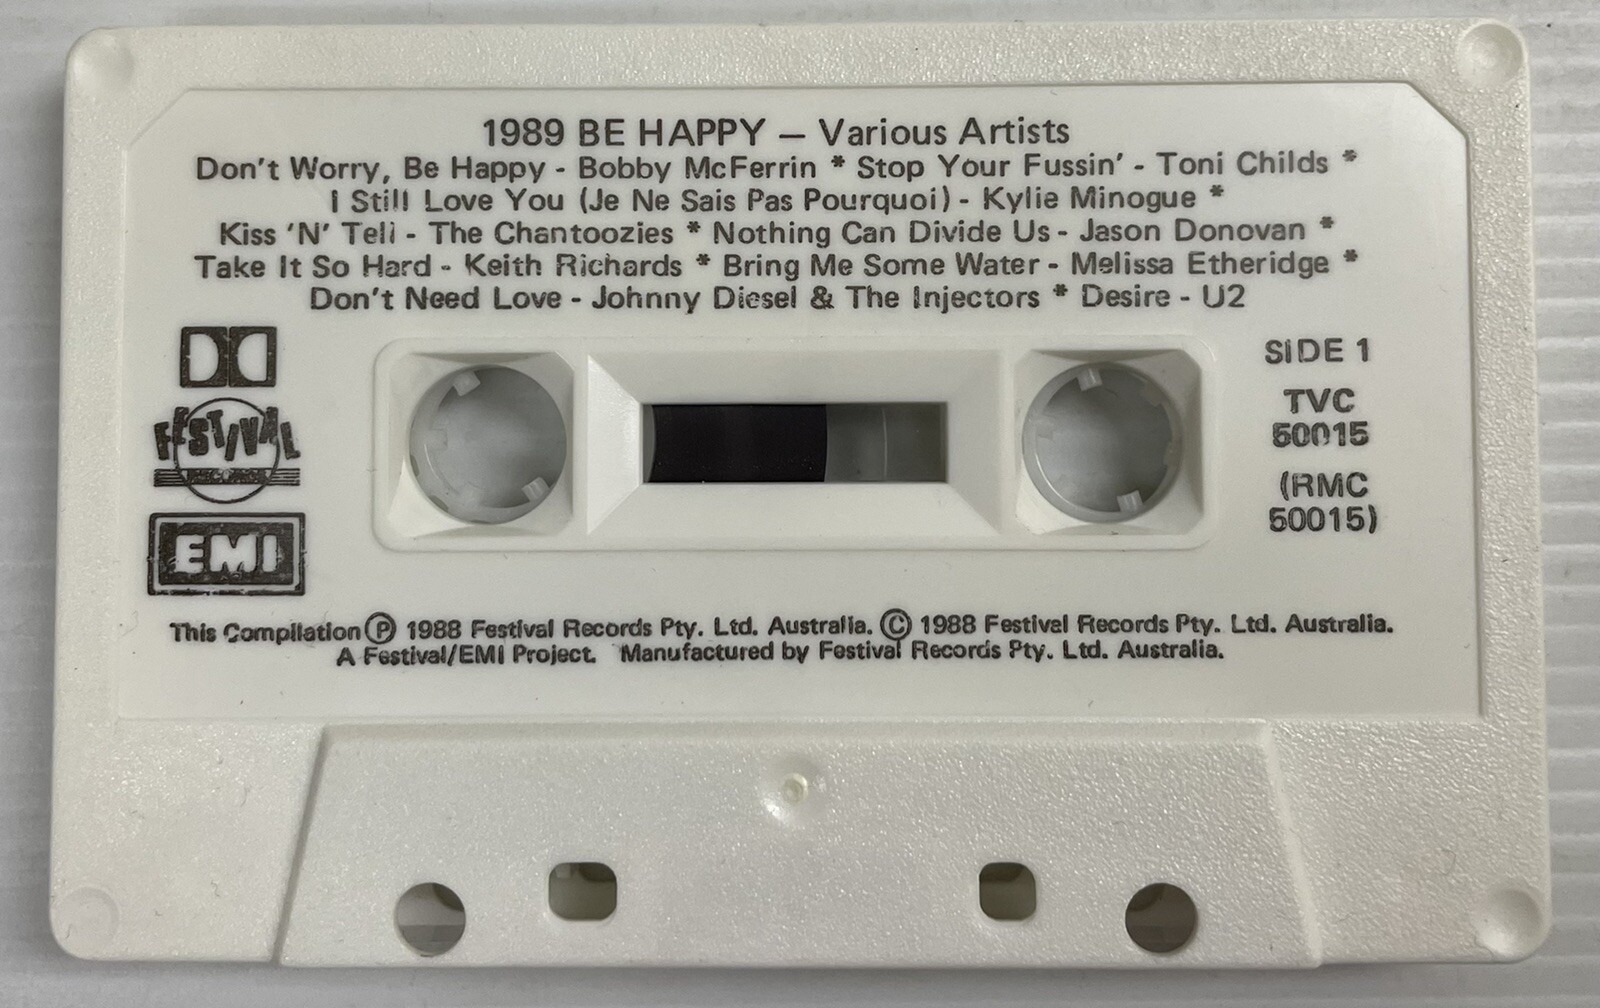 1989 BE HAPPY — Various Artists
Don't Worry, Be Happy - Bobby McFerrin * Stop Your Fussin' - Toni Childs *
I Still Love You (Je Ne Sais Pas Pourquoi) - Kylie Minogue *
Kiss 'N' Tell - The Chantoozies * Nothing Can Divide Us - Jason Donovan *
Take It So Hard - Keith Richards * Bring Me Some Water - Melissa Etheridge *
Don't Need Love - Johnny Diesel & The Injectors * Desire - U2
SIDE 1
TVC
50015
(RMC
50015)
FESTIVAL
RECORDS
EMI
This Compilation Ⓟ 1988 Festival Records Pty. Ltd. Australia. © 1988 Festival Records Pty. Ltd. Australia.
A Festival/EMI Project. Manufactured by Festival Records Pty. Ltd. Australia.